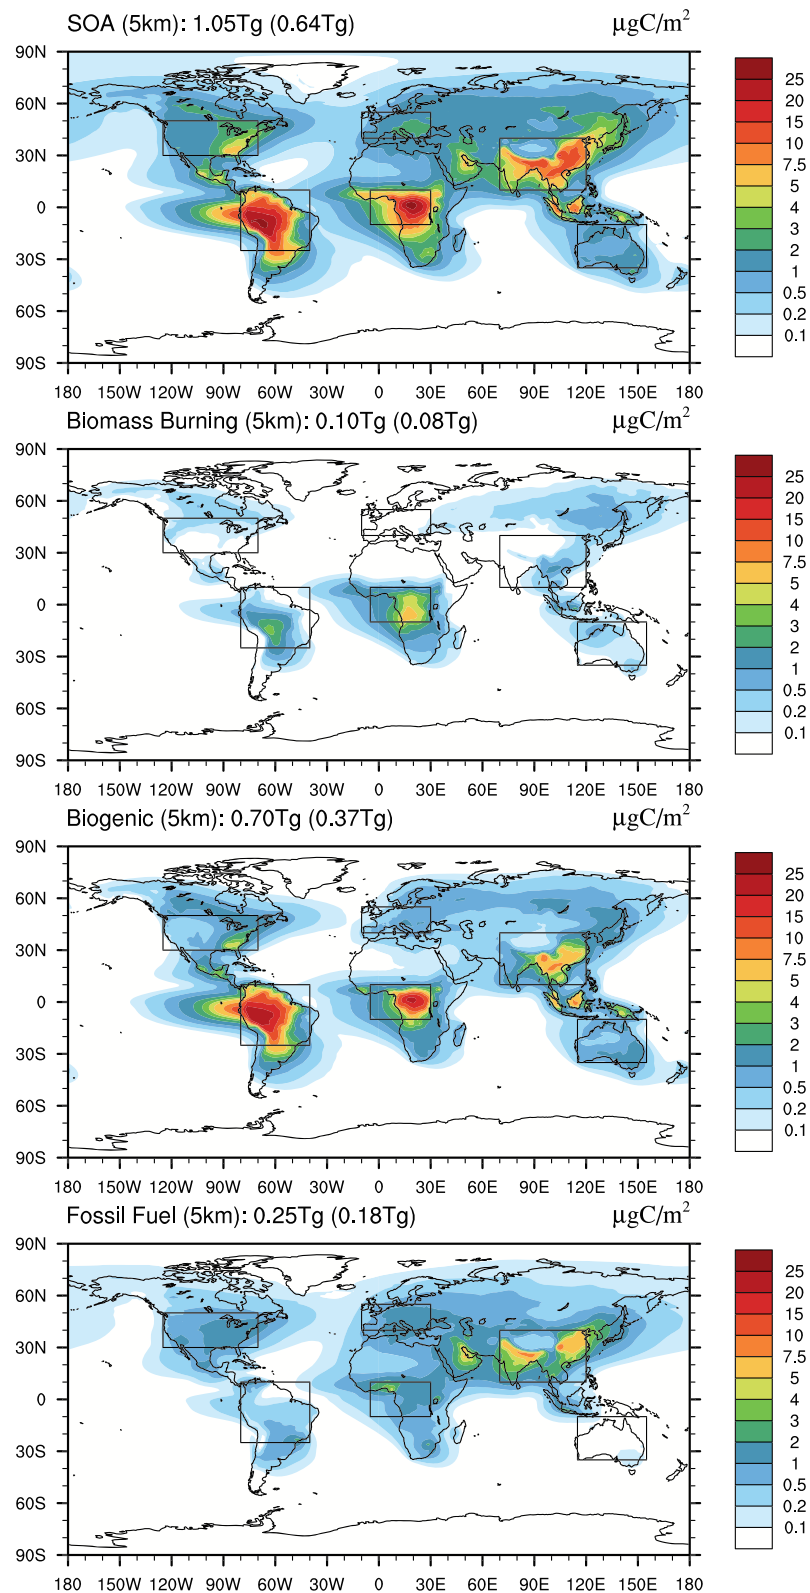 SOA (5km): 1.05Tg (0.64Tg) μgC/m²
90N
60N
30N
0
30S
60S
90S
180 150W 120W 90W 60W 30W 0 30E 60E 90E 120E 150E 180
25
20
15
10
7.5
5
4
3
2
1
0.5
0.2
0.1
Biomass Burning (5km): 0.10Tg (0.08Tg) μgC/m²
90N
60N
30N
0
30S
60S
90S
180 150W 120W 90W 60W 30W 0 30E 60E 90E 120E 150E 180
25
20
15
10
7.5
5
4
3
2
1
0.5
0.2
0.1
Biogenic (5km): 0.70Tg (0.37Tg) μgC/m²
90N
60N
30N
0
30S
60S
90S
180 150W 120W 90W 60W 30W 0 30E 60E 90E 120E 150E 180
25
20
15
10
7.5
5
4
3
2
1
0.5
0.2
0.1
Fossil Fuel (5km): 0.25Tg (0.18Tg) μgC/m²
90N
60N
30N
0
30S
60S
90S
180 150W 120W 90W 60W 30W 0 30E 60E 90E 120E 150E 180
25
20
15
10
7.5
5
4
3
2
1
0.5
0.2
0.1